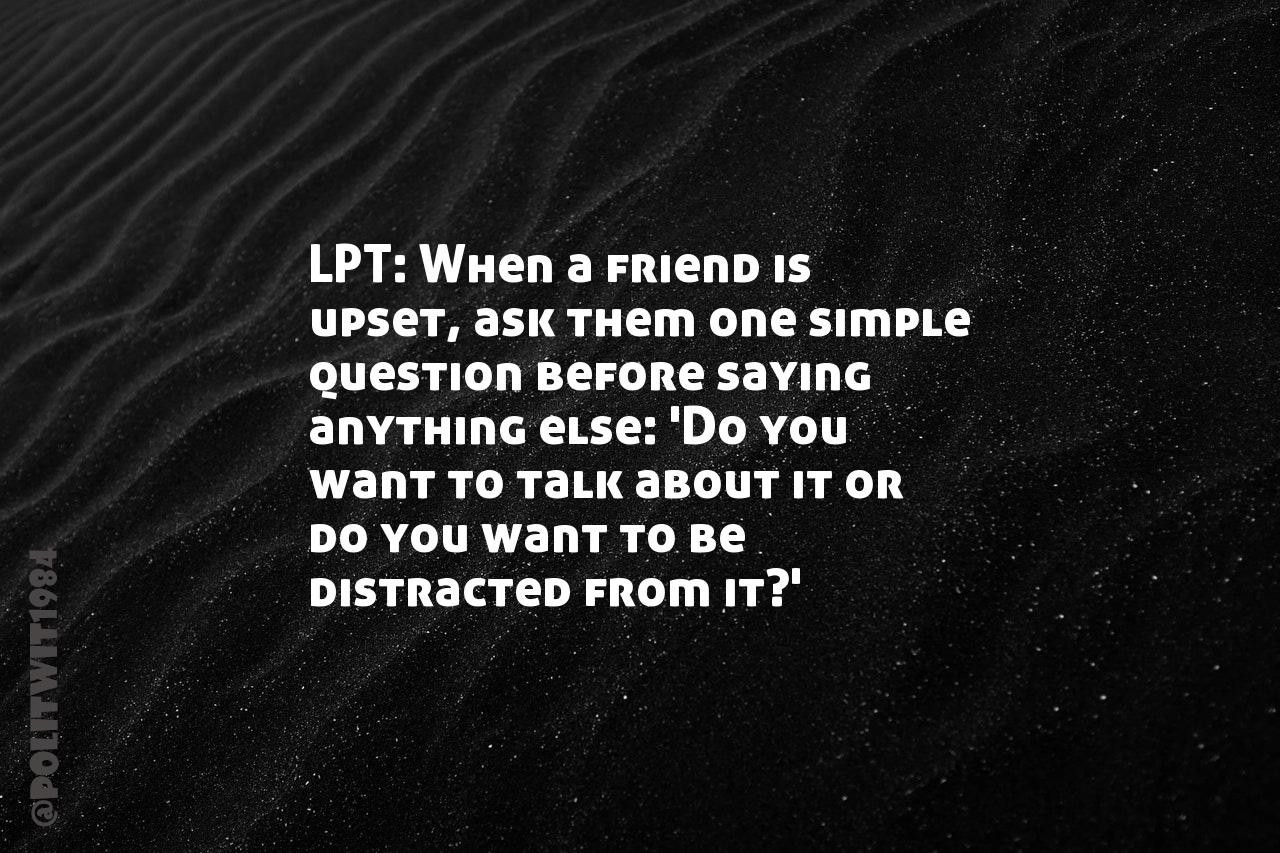 LPT: When a friend is
upset, ask them one simple
question before saying
anything else: 'Do you
want to talk about it or
do you want to be
distracted from it?'
@POLITWIT1984